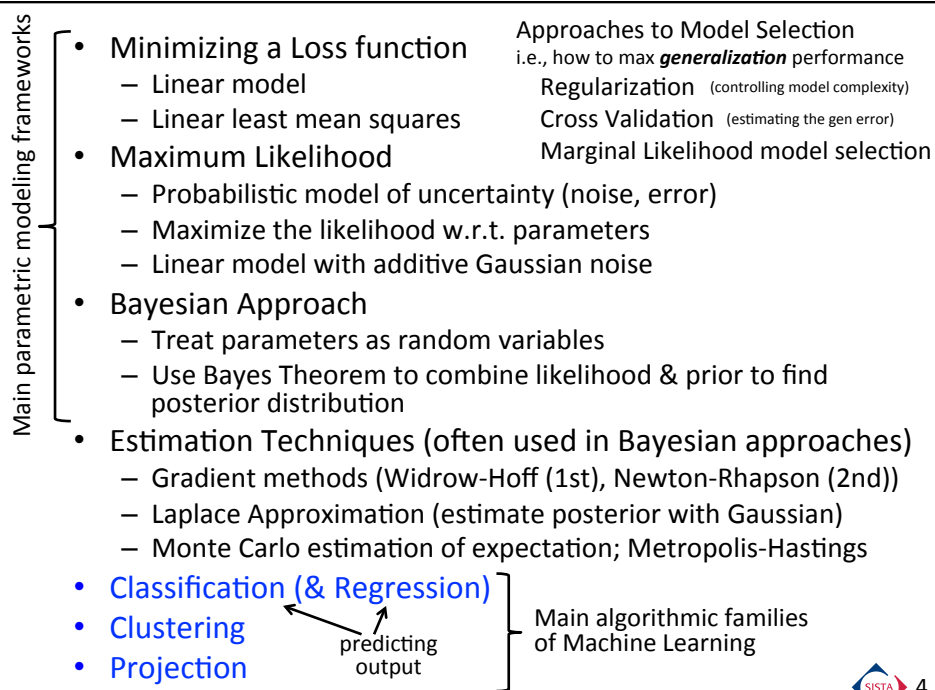 Main parametric modeling frameworks
• Minimizing a Loss function
– Linear model
– Linear least mean squares
• Maximum Likelihood
– Probabilistic model of uncertainty (noise, error)
– Maximize the likelihood w.r.t. parameters
– Linear model with additive Gaussian noise
• Bayesian Approach
– Treat parameters as random variables
– Use Bayes Theorem to combine likelihood & prior to find
posterior distribution
Approaches to Model Selection
i.e., how to max generalization performance
Regularization (controlling model complexity)
Cross Validation (estimating the gen error)
Marginal Likelihood model selection
• Estimation Techniques (often used in Bayesian approaches)
– Gradient methods (Widrow-Hoff (1st), Newton-Rhapson (2nd))
– Laplace Approximation (estimate posterior with Gaussian)
– Monte Carlo estimation of expectation; Metropolis-Hastings
• Classification (& Regression)
• Clustering
• Projection
predicting
output
Main algorithmic families
of Machine Learning
SISTA
4